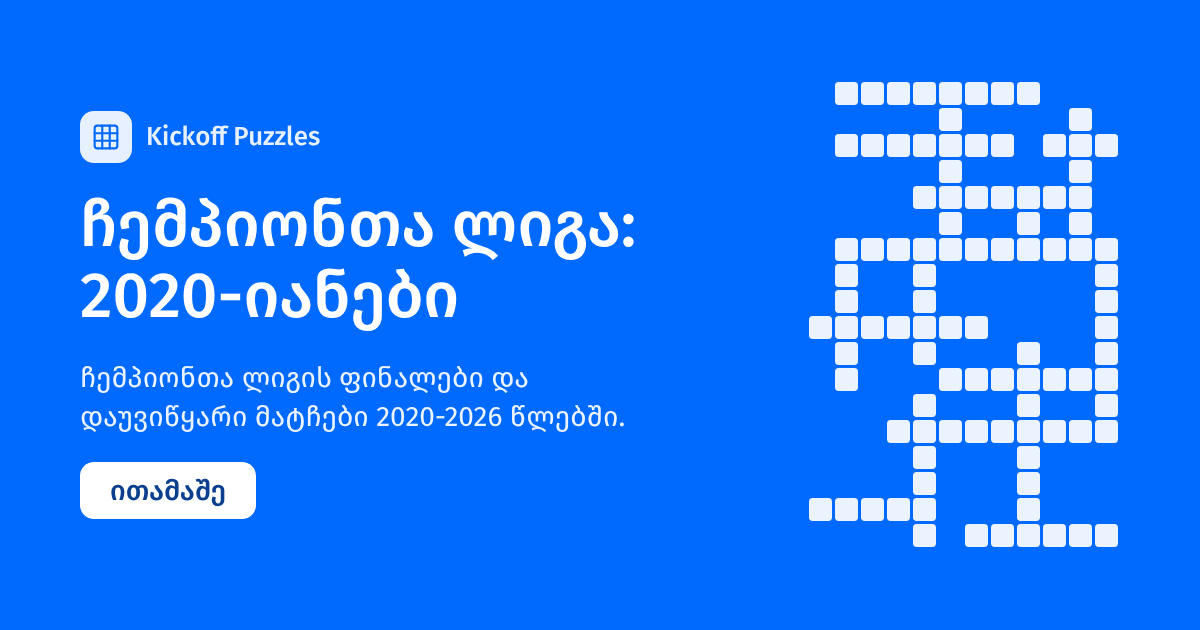 Kickoff Puzzles
ჩემპიონთა ლიგა:
2020-იანები
ჩემპიონთა ლიგის ფინალები და
დაუვიწყარი მატჩები 2020-2026 წლებში.
ითამაშე